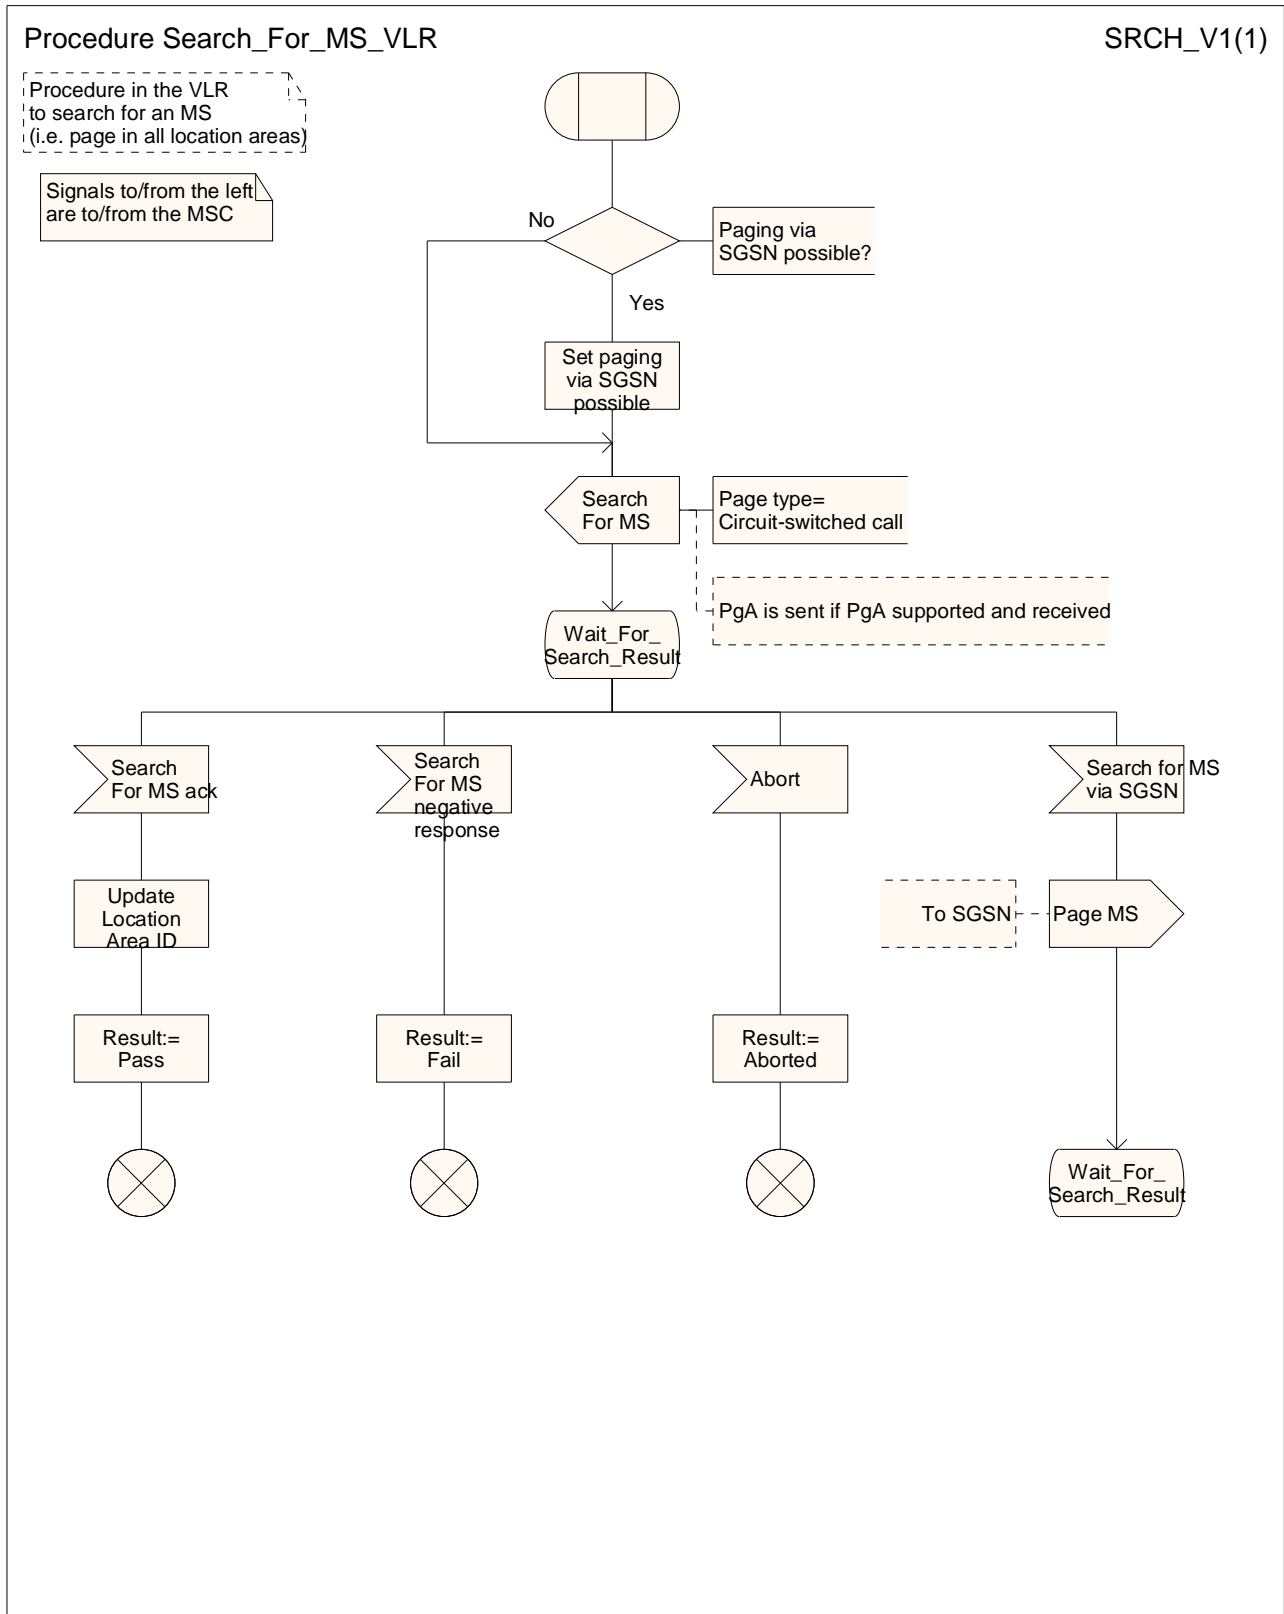 Procedure Search_For_MS_VLR
SRCH_V1(1)
Procedure in the VLR
to search for an MS
(i.e. page in all location areas)
Signals to/from the left
are to/from the MSC
No
Paging via
SGSN possible?
Yes
Set paging
via SGSN
possible
Search
For MS
Page type=
Circuit-switched call
PgA is sent if PgA supported and received
Wait_For_
Search_Result
Search
For MS ack
Search
For MS
negative
response
Abort
Search for MS
via SGSN
Update
Location
Area ID
To SGSN
Page MS
Result:=
Pass
Result:=
Fail
Result:=
Aborted
Wait_For_
Search_Result